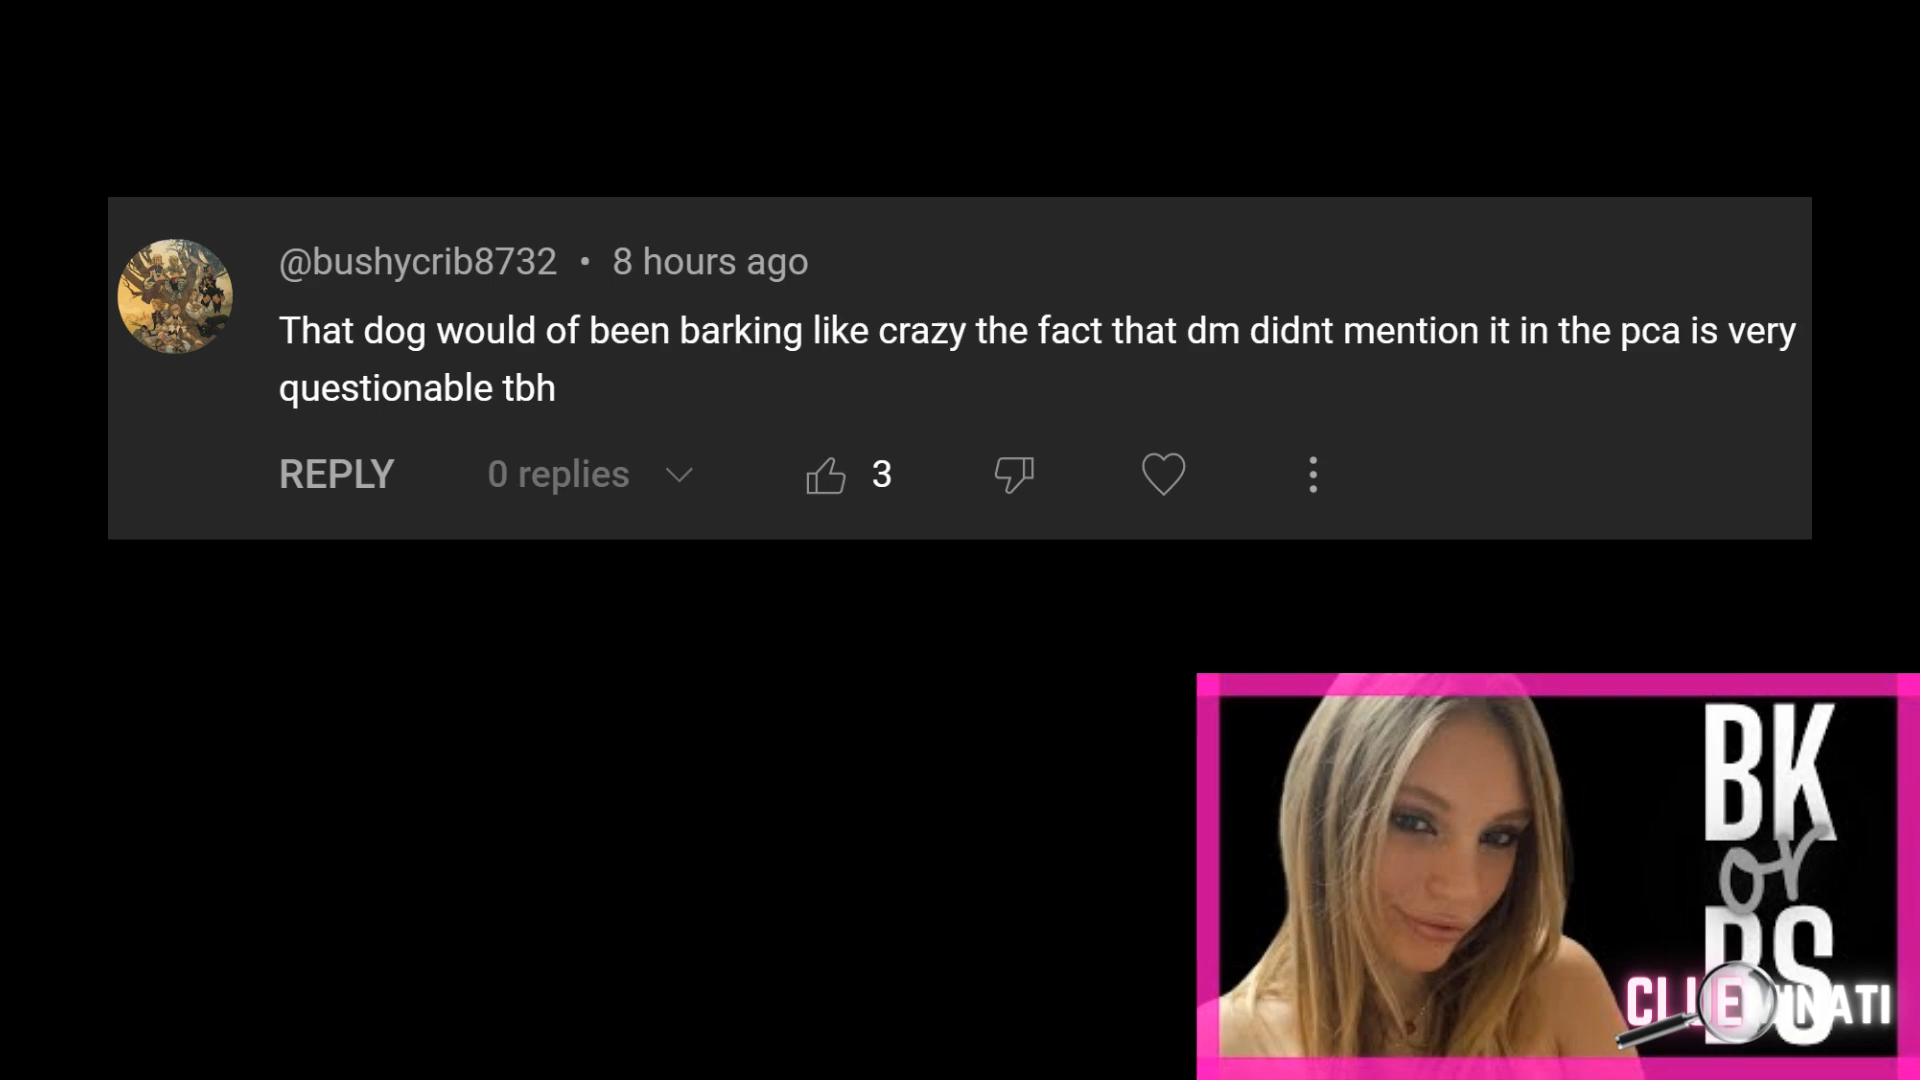 @bushycrib8732 • 8 hours ago
That dog would of been barking like crazy the fact that dm didnt mention it in the pca is very
questionable tbh
REPLY 0 replies 3
BK
or
BS
CLUEMINATI